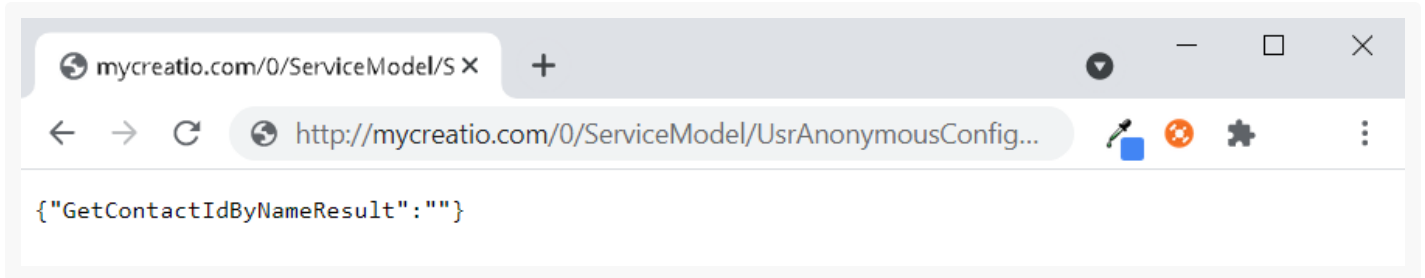 mycreatio.com/0/ServiceModel/S
http://mycreatio.com/0/ServiceModel/UsrAnonymousConfig...
{"GetContactIdByNameResult":""}